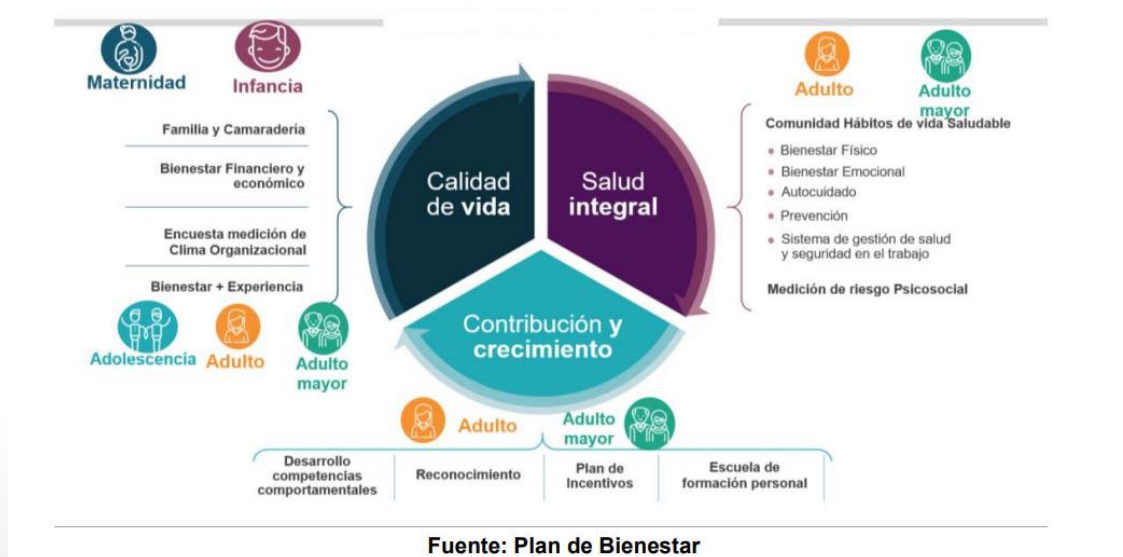 Maternidad
Infancia
Familia y Camaradería
Bienestar Financiero y
económico
Encuesta medición de
Clima Organizacional
Bienestar + Experiencia
Adolescencia
Adulto
Adulto
mayor
Calidad
de vida
Salud
integral
Contribución y
crecimiento
Adulto
Adulto
mayor
Comunidad Hábitos de vida Saludable
• Bienestar Físico
• Bienestar Emocional
• Autocuidado
• Prevención
• Sistema de gestión de salud
y seguridad en el trabajo
Medición de riesgo Psicosocial
Adulto
Adulto
mayor
Desarrollo
competencias
comportamentales
Reconocimiento
Plan de
Incentivos
Escuela de
formación personal
Fuente: Plan de Bienestar